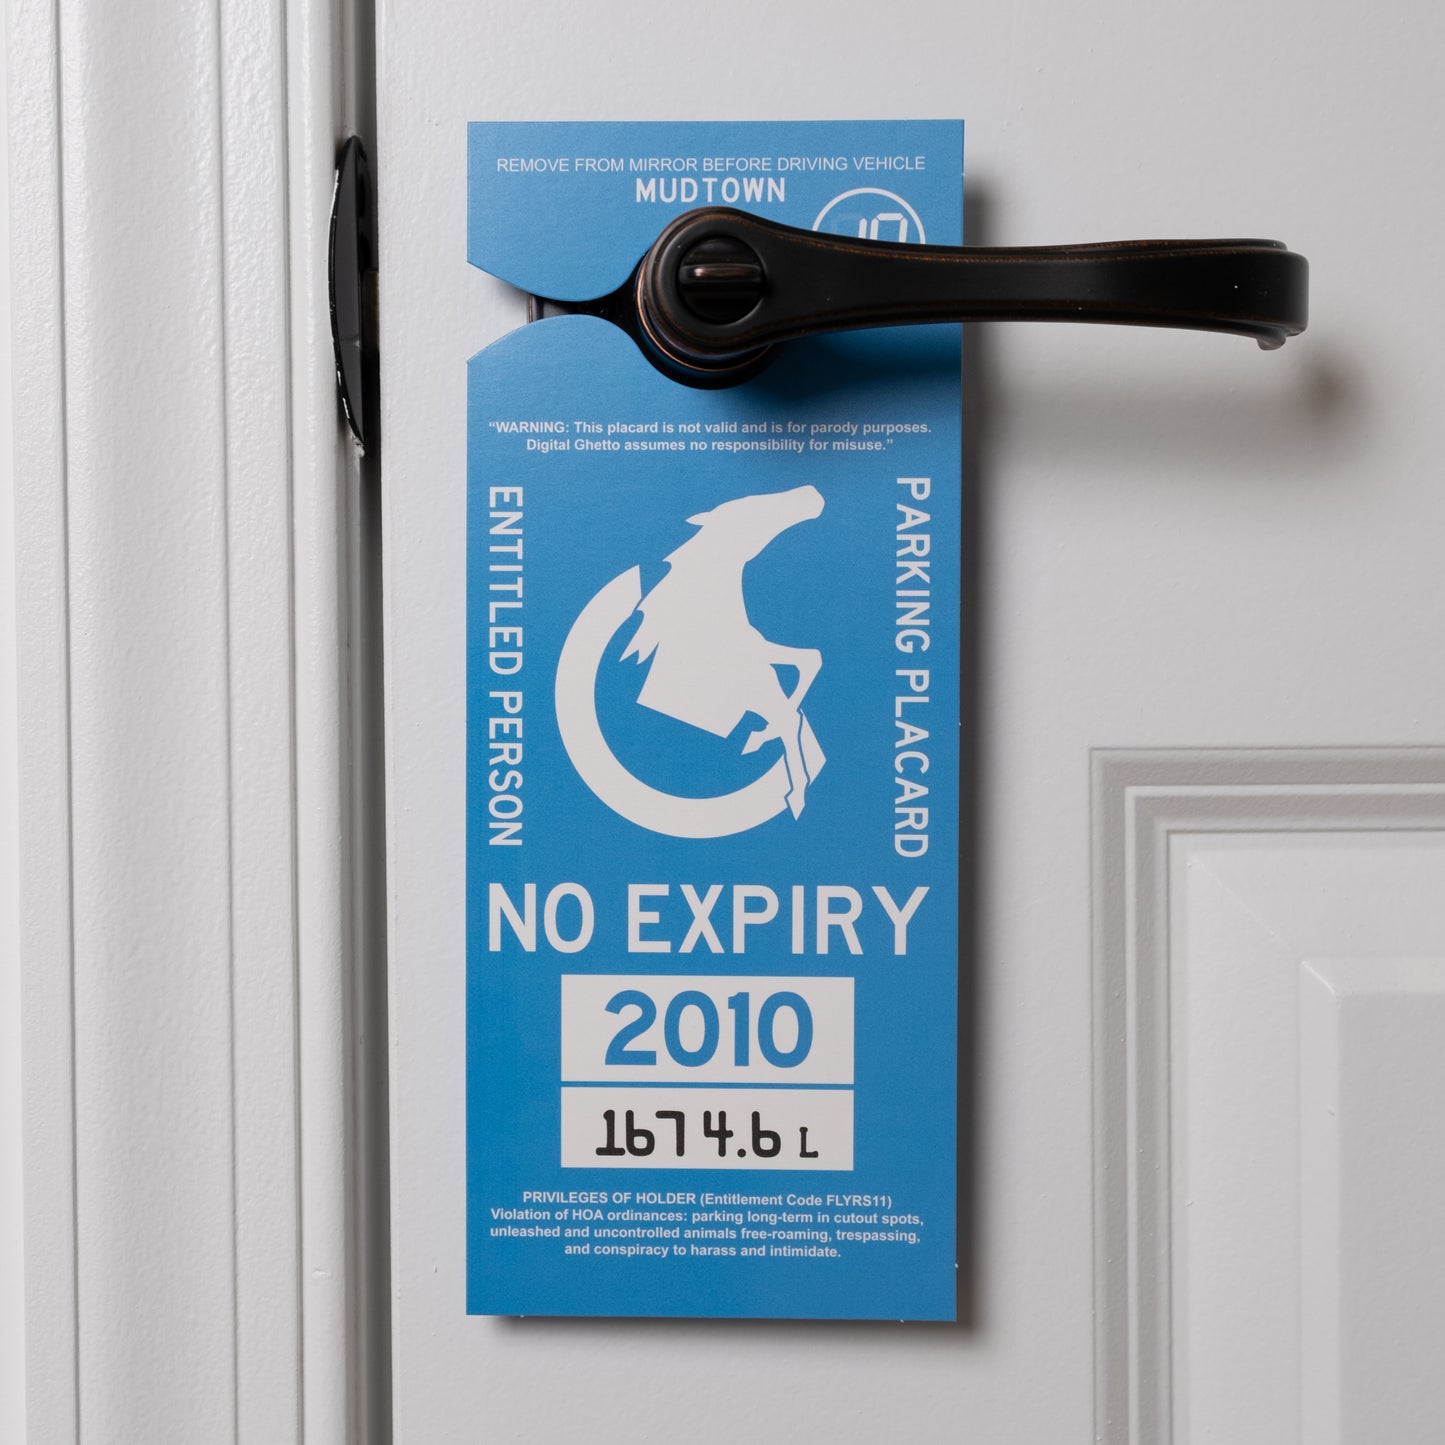 REMOVE FROM MIRROR BEFORE DRIVING VEHICLE
MUDTOWN
“WARNING: This placard is not valid and is for parody purposes.
Digital Ghetto assumes no responsibility for misuse.”
ENTITLED PERSON
PARKING PLACARD
NO EXPIRY
2010
1674.6 L
PRIVILEGES OF HOLDER (Entitlement Code FLYRS11)
Violation of HOA ordinances: parking long-term in cutout spots,
unleashed and uncontrolled animals free-roaming, trespassing,
and conspiracy to harass and intimidate.